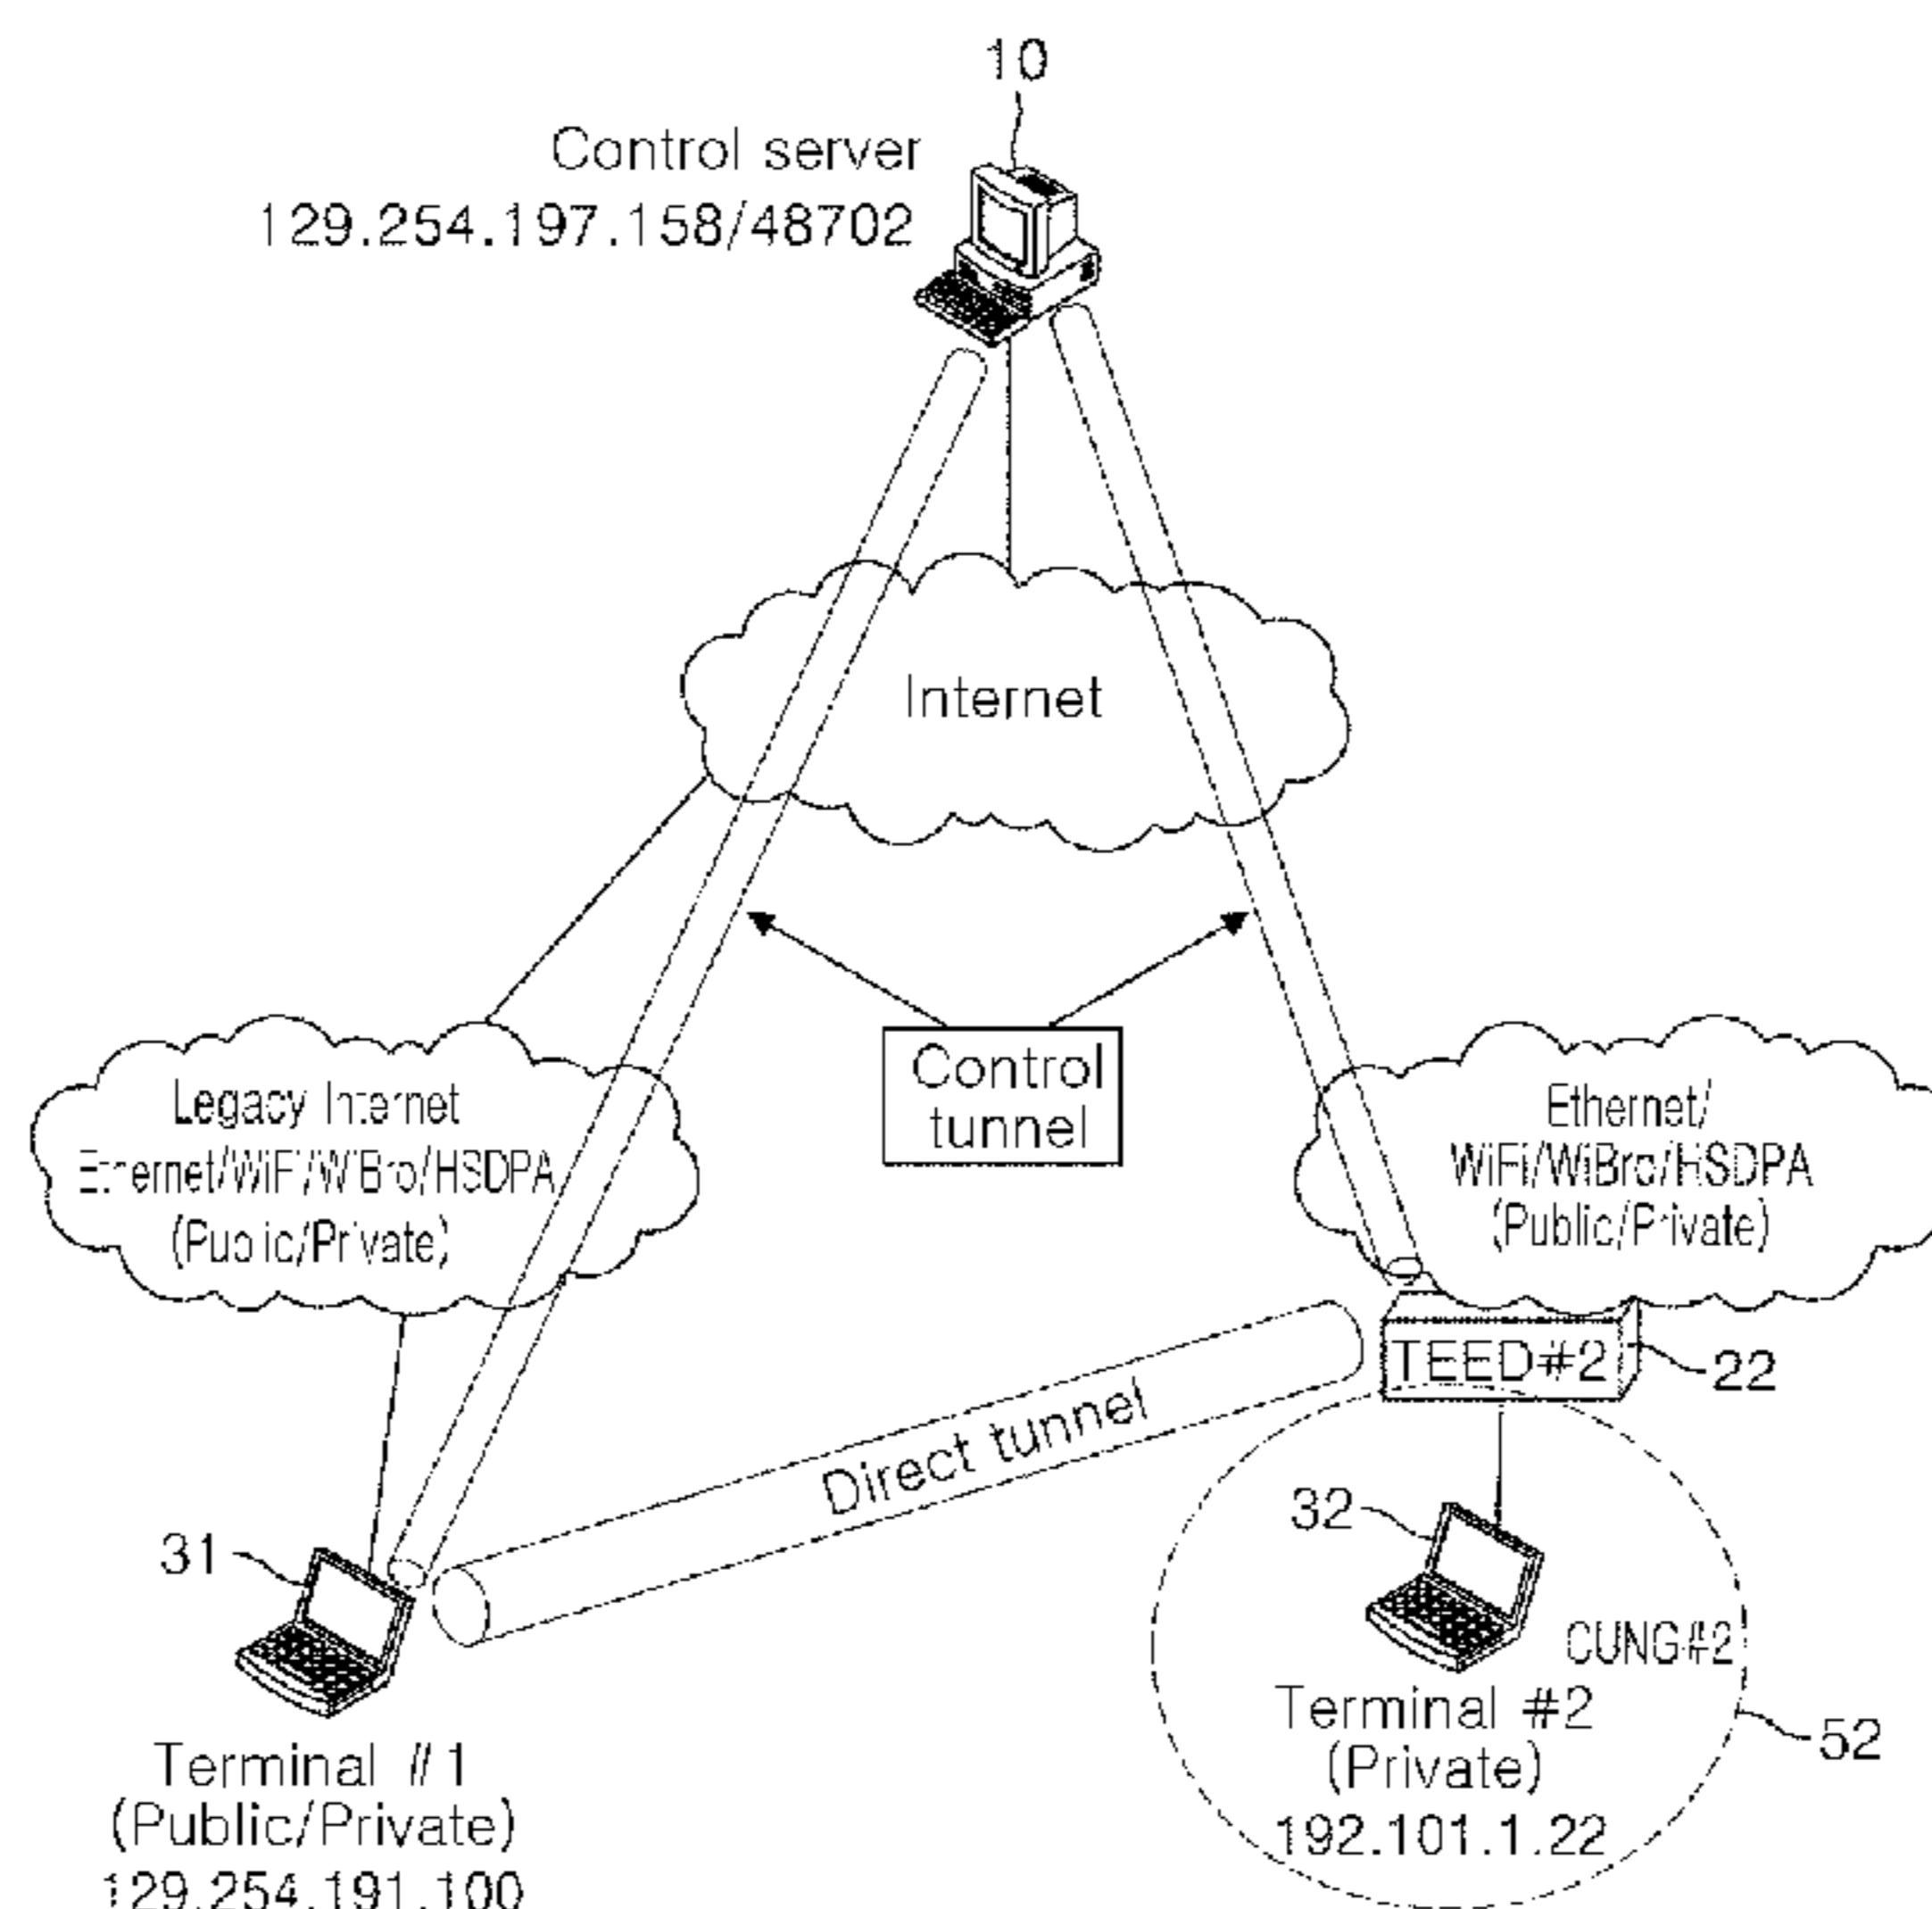 10
Control server
129.254.197.158/48702
Internet
Control
tunnel
Legacy Internet
Ethernet/WiFi/WiBro/HSDPA
(Public/Private)
Ethernet/
WiFi/WiBro/HSDPA
(Public/Private)
TEED#2
22
Direct tunnel
31
32
CUNG#2
Terminal #2
(Private)
192.101.1.22
52
Terminal #1
(Public/Private)
129.254.191.100